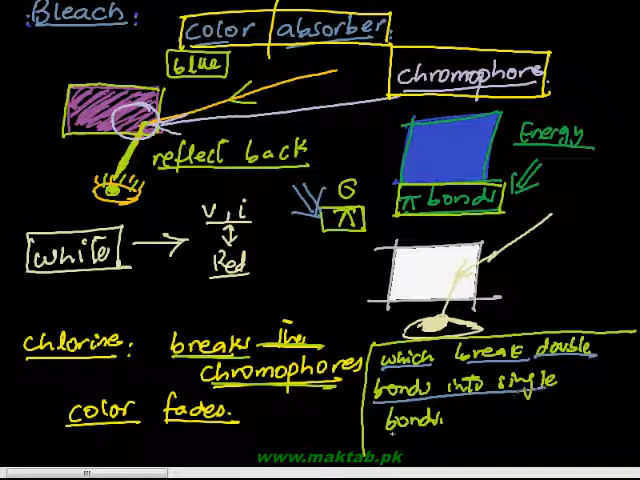 Bleach:
color absorber
blue
chromophore
reflect back
Energy
π bonds
v, i
white
Red
Chlorine: breaks the
chromophores
color fades.
which break double
bonds into single
bonds.
www.maktab.pk